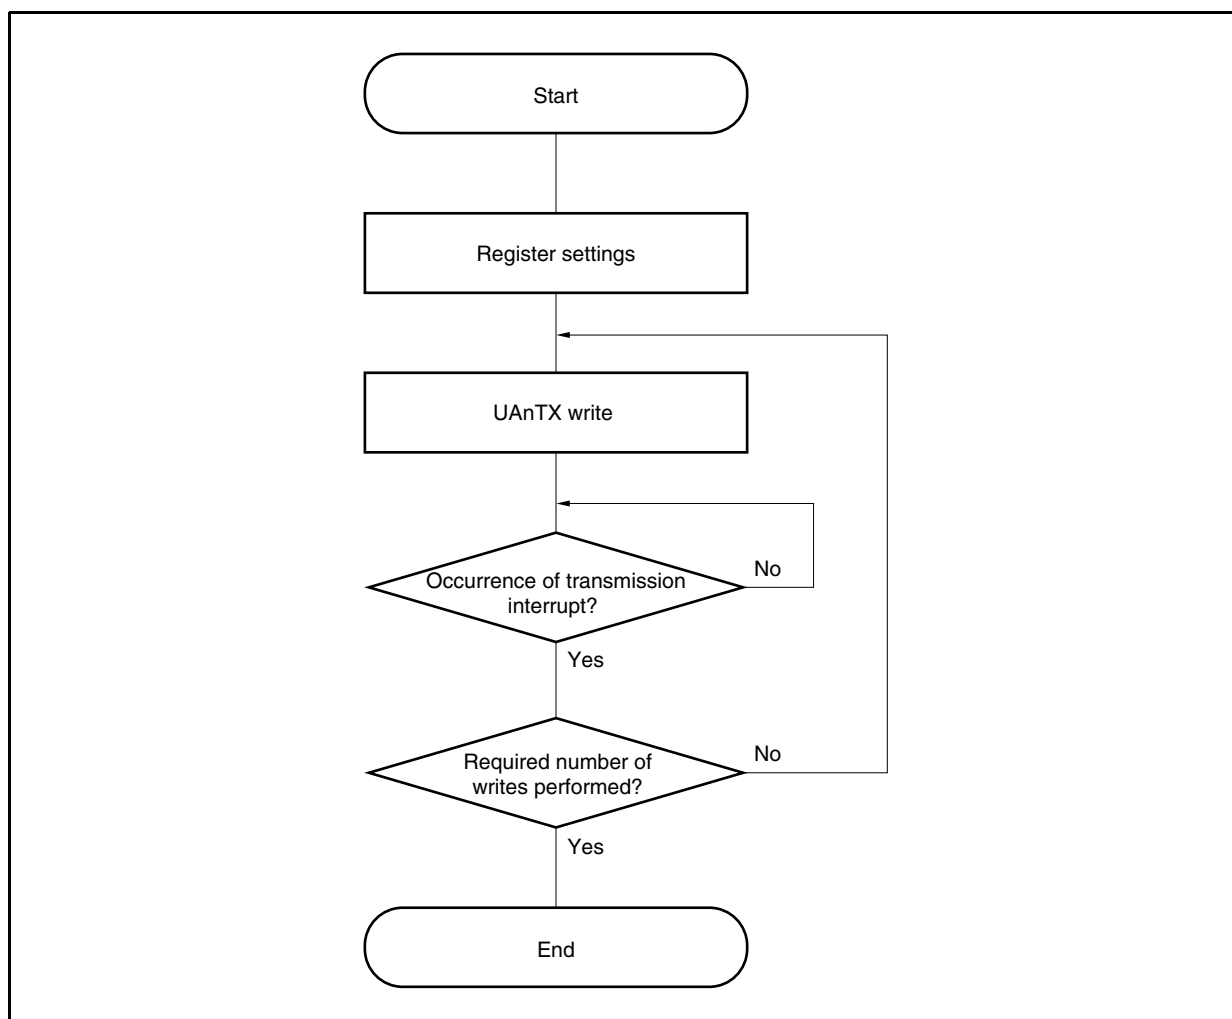 Start
Register settings
UAnTX write
Occurrence of transmission
interrupt?
No
Yes
Required number of
writes performed?
No
Yes
End